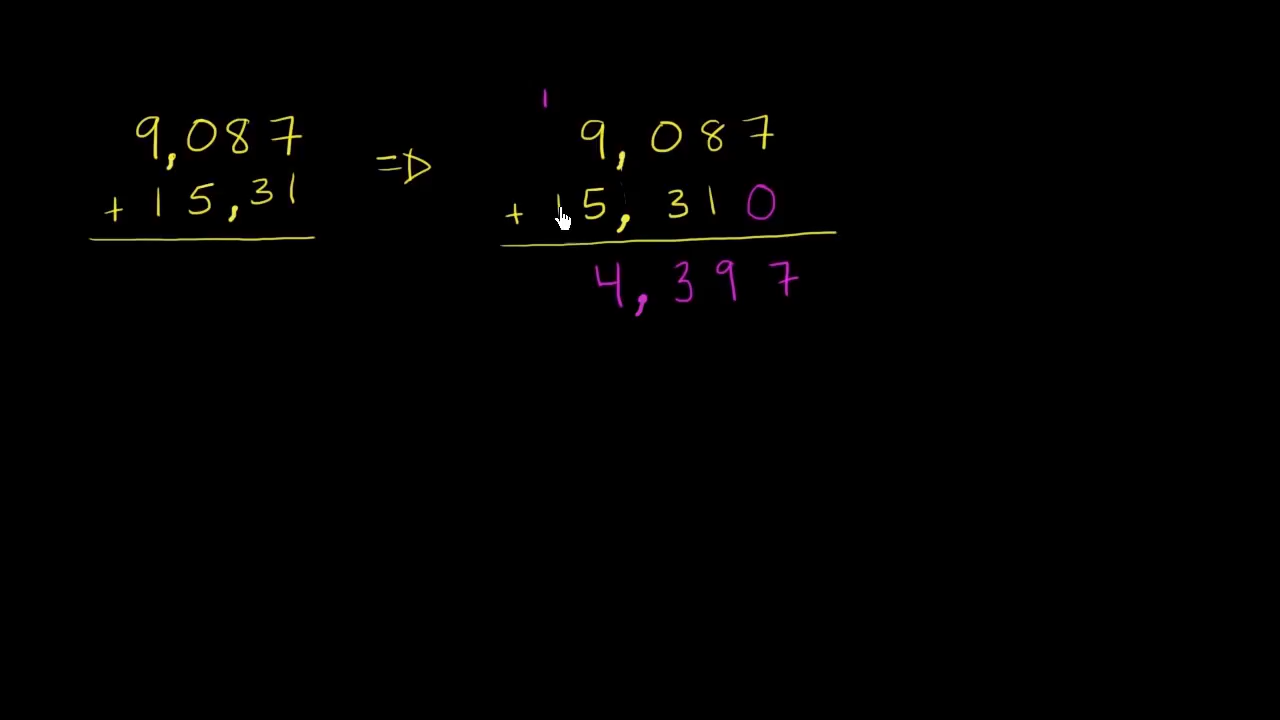 1
9,087 => 9,087
+ 15,31 + 15,310
4,397